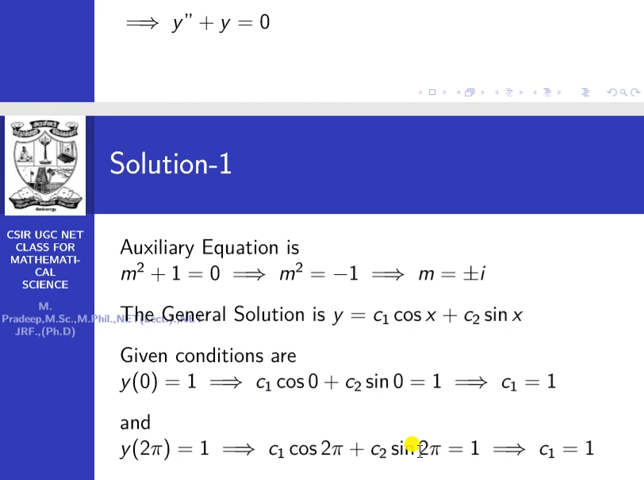 ⟹ y” + y = 0
Solution-1
CSIR UGC NET
CLASS FOR
MATHEMATI-
CAL
SCIENCE
M.
Pradeep,M.Sc.,M.Phil.,NET
JRF.,(Ph.D)
Auxiliary Equation is
m² + 1 = 0 ⟹ m² = −1 ⟹ m = ±i
The General Solution is y = c₁ cos x + c₂ sin x
Given conditions are
y(0) = 1 ⟹ c₁ cos 0 + c₂ sin 0 = 1 ⟹ c₁ = 1
and
y(2π) = 1 ⟹ c₁ cos 2π + c₂ sin 2π = 1 ⟹ c₁ = 1